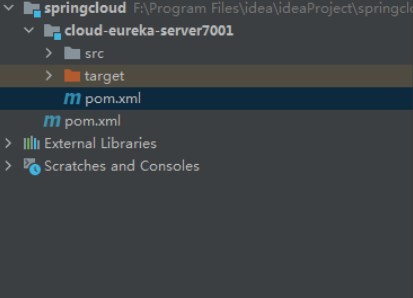 springcloud F:\Program Files\idea\ideaProject\springclo
cloud-eureka-server7001
src
target
pom.xml
pom.xml
External Libraries
Scratches and Consoles